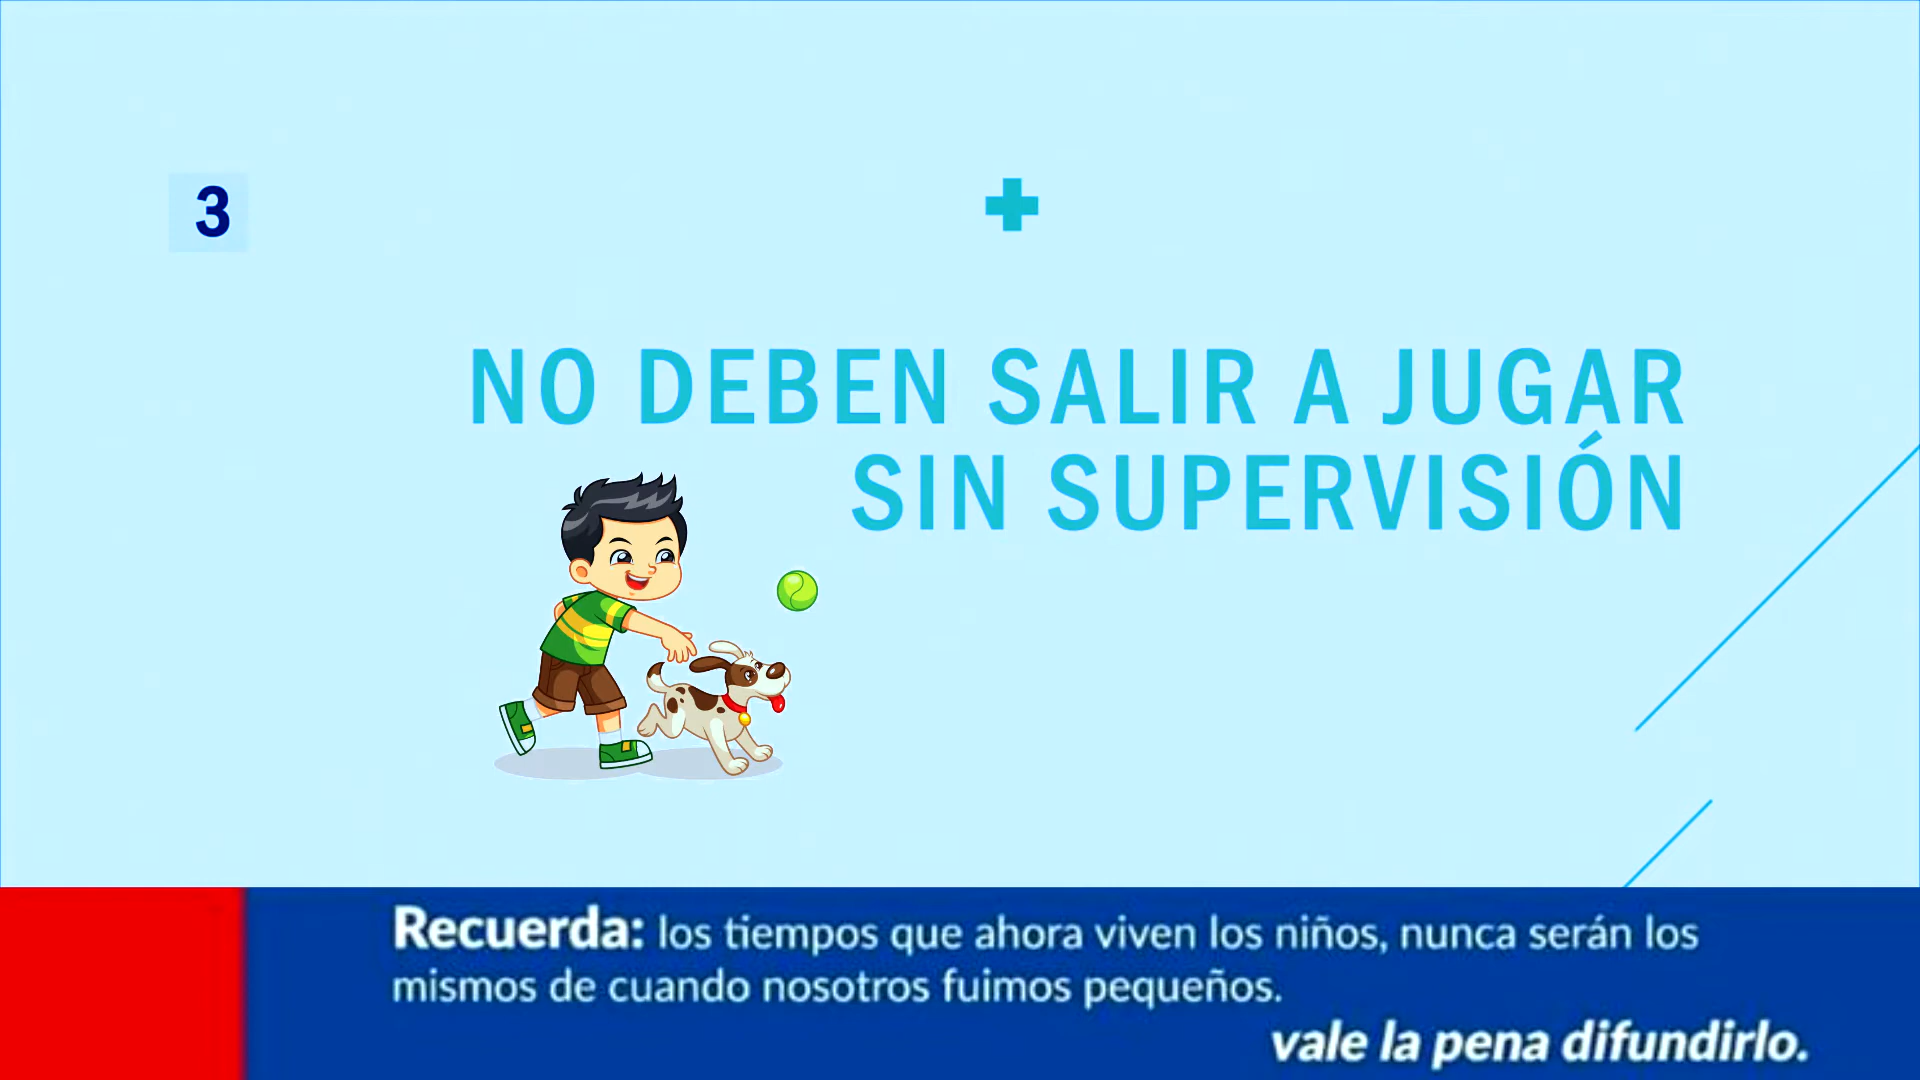 3
NO DEBEN SALIR A JUGAR
SIN SUPERVISIÓN
Recuerda: los tiempos que ahora viven los niños, nunca serán los
mismos de cuando nosotros fuimos pequeños.
vale la pena difundirlo.